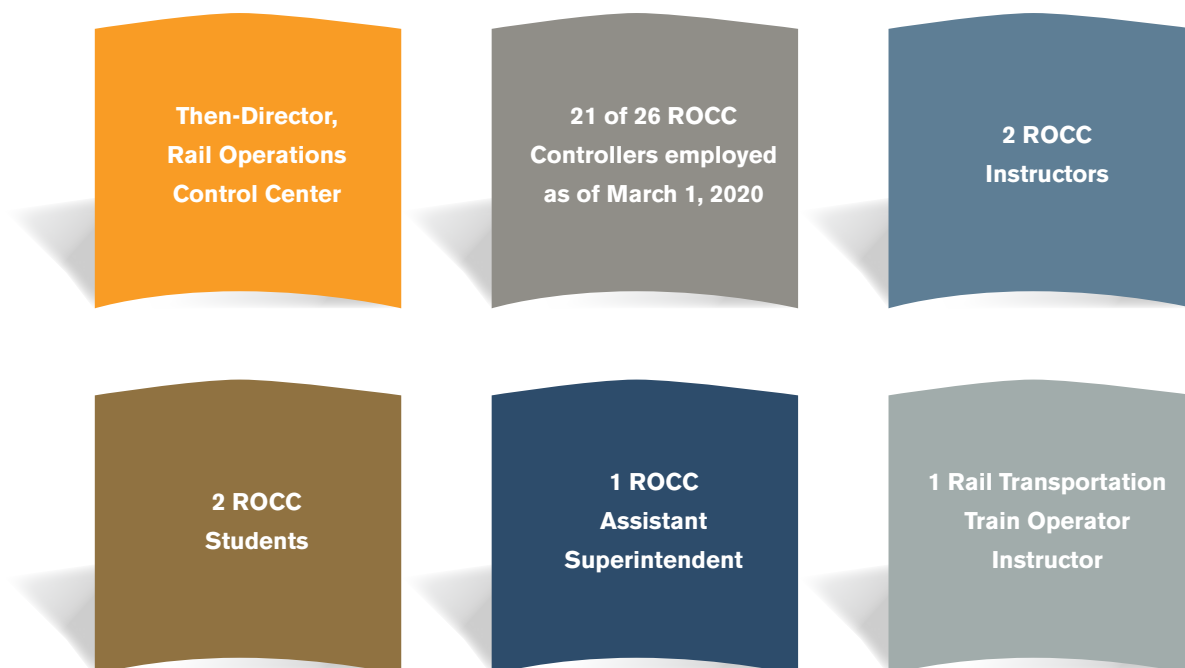 Then-Director,
Rail Operations
Control Center
21 of 26 ROCC
Controllers employed
as of March 1, 2020
2 ROCC
Instructors
2 ROCC
Students
1 ROCC
Assistant
Superintendent
1 Rail Transportation
Train Operator
Instructor